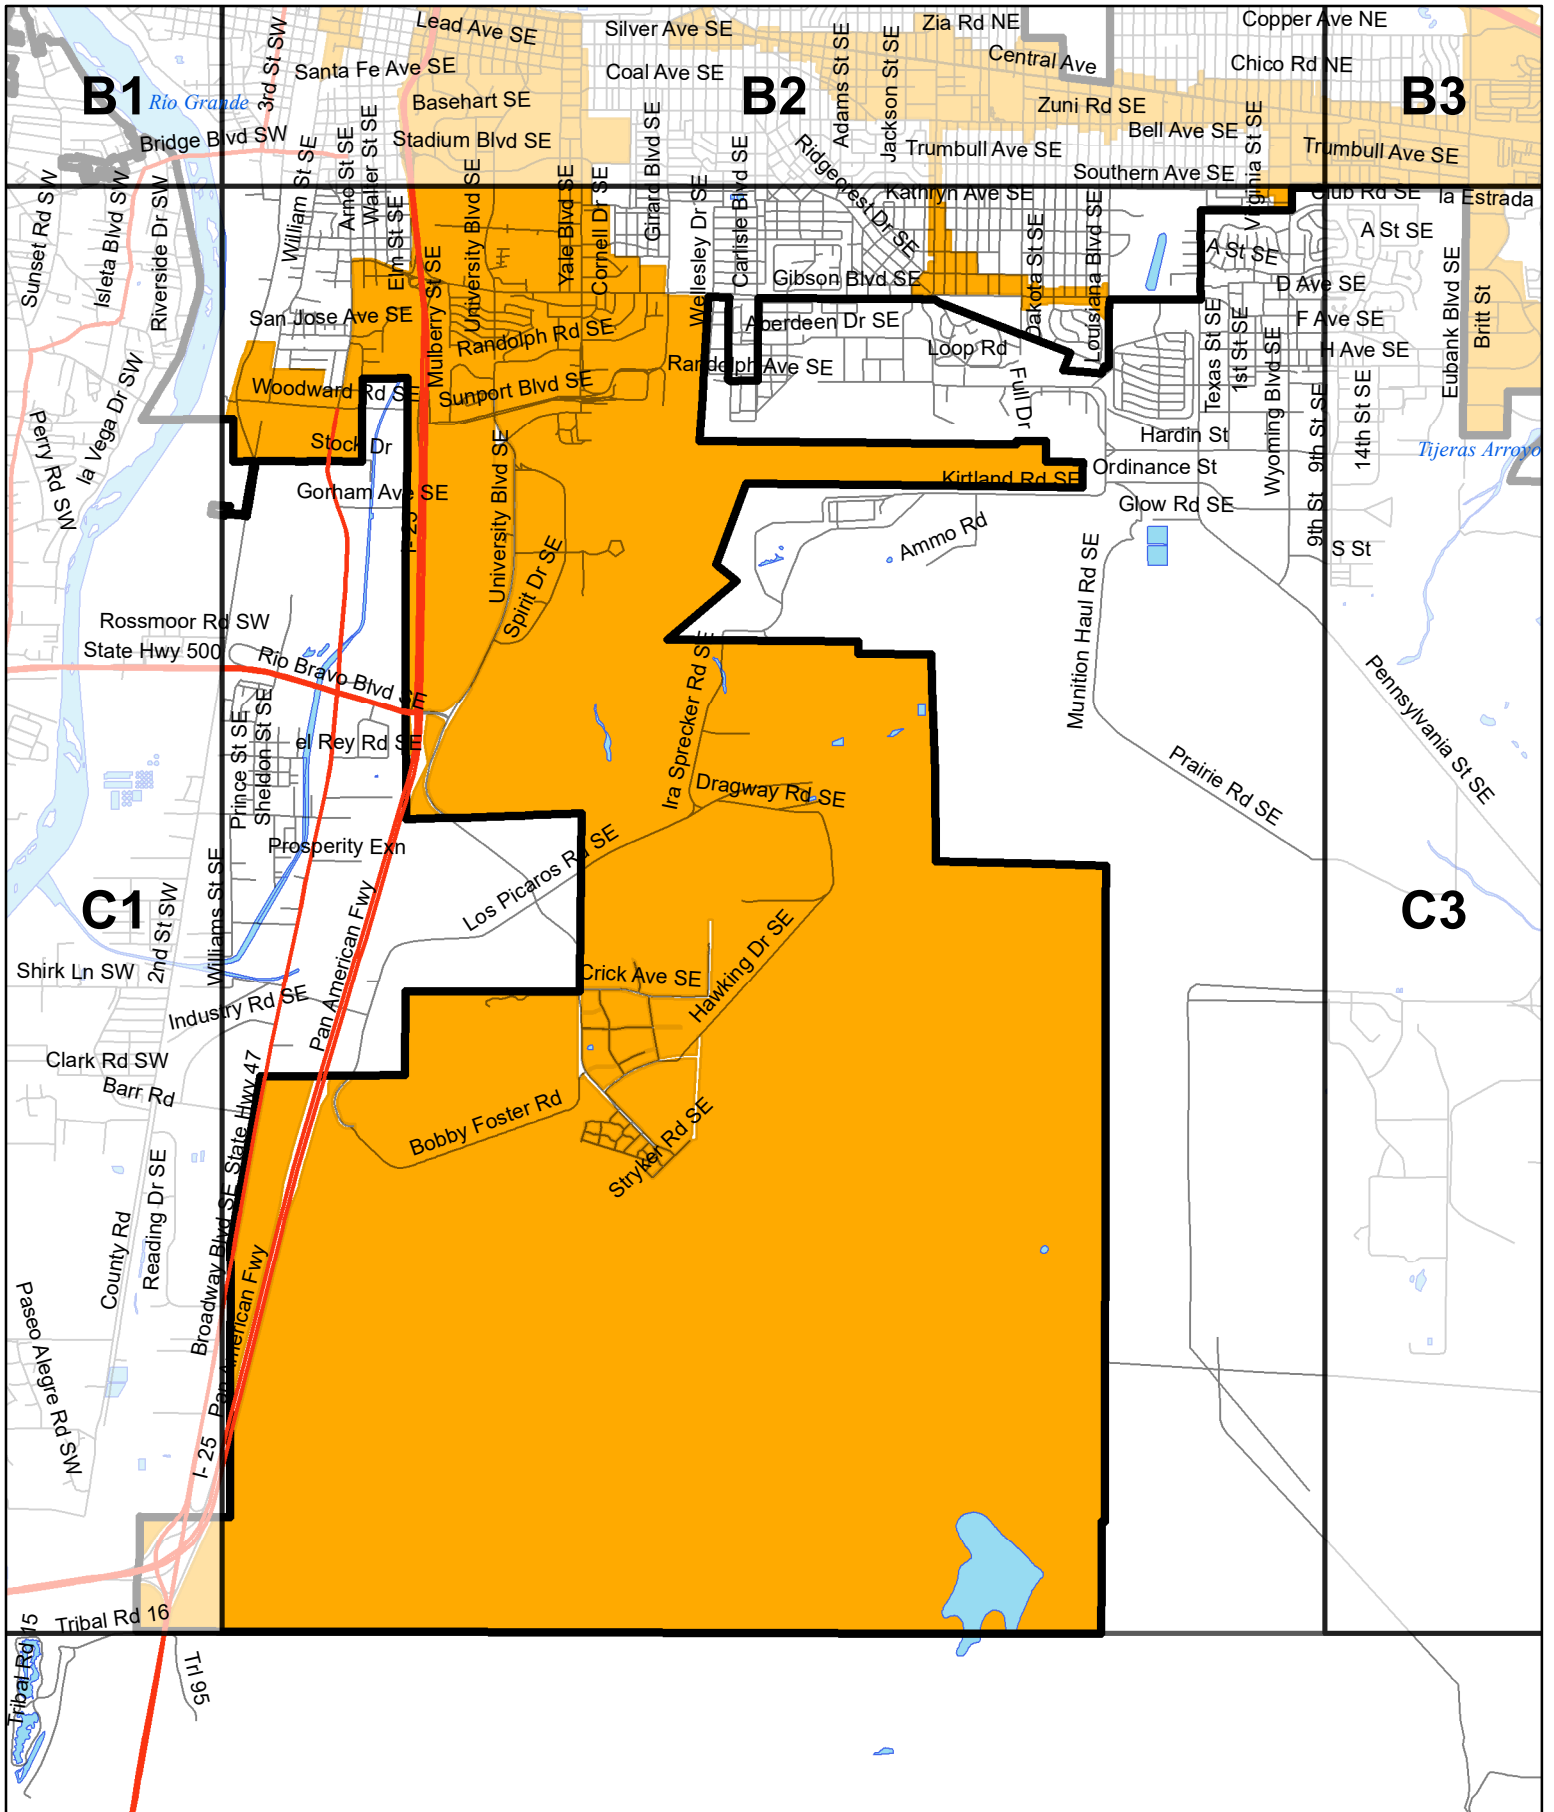 Lead Ave SE
Silver Ave SE
Zia Rd NE
Copper Ave NE
3rd St SW
Santa Fe Ave SE
Coal Ave SE
Adams St SE
Jackson St SE
Central Ave
Chico Rd NE
B1
Rio Grande
Basehart SE
B2
Zuni Rd SE
B3
Bridge Blvd SW
Stadium Blvd SE
Bell Ave SE
Virginia St SE
Trumbull Ave SE
Trumbull Ave SE
Southern Ave SE
Sunset Rd SW
Isleta Blvd SW
Riverside Dr SW
William St SE
Arno St SE
Walter St SE
Elm St SE
Mulberry St SE
University Blvd SE
Yale Blvd SE
Cornell Dr SE
Girard Blvd SE
Wellesley Dr SE
Carlisle Blvd SE
Ridgecrest Dr SE
Kathryn Ave SE
Club Rd SE
la Estrada
A St SE
A St SE
Dakota St SE
Louisiana Blvd SE
Gibson Blvd SE
D Ave SE
Eubank Blvd SE
Britt St
San Jose Ave SE
Randolph Rd SE
Aberdeen Dr SE
Loop Rd
Texas St SE
1st St SE
Wyoming Blvd SE
F Ave SE
H Ave SE
Randolph Ave SE
Woodward Rd SE
Sunport Blvd SE
Full Dr
9th St SE
14th St SE
la Vega Dr SW
Perry Rd SW
Stock Dr
Hardin St
Tijeras Arroyo
Ordinance St
Kirtland Rd SE
Gorham Ave SE
Glow Rd SE
9th St
I-25
University Blvd SE
Spirit Dr SE
Ammo Rd
S St
Munition Haul Rd SE
Rossmoor Rd SW
State Hwy 500
Rio Bravo Blvd SE
Ira Sprecker Rd SE
Pennsylvania St SE
Prince St SE
Sheldon St SE
el Rey Rd SE
Dragway Rd SE
Prairie Rd SE
Prosperity Exn
Los Picaros Rd SE
C1
2nd St SW
Williams St SE
Pan American Fwy
C3
Shirk Ln SW
Crick Ave SE
Hawking Dr SE
Industry Rd SE
Clark Rd SW
Barr Rd
State Hwy 47
Bobby Foster Rd
Stryker Rd SE
County Rd
Reading Dr SE
Broadway Blvd SE
Pan American Fwy
Paseo Alegre Rd SW
I- 25
Tribal Rd 16
Tribal Rd 15
Trl 95